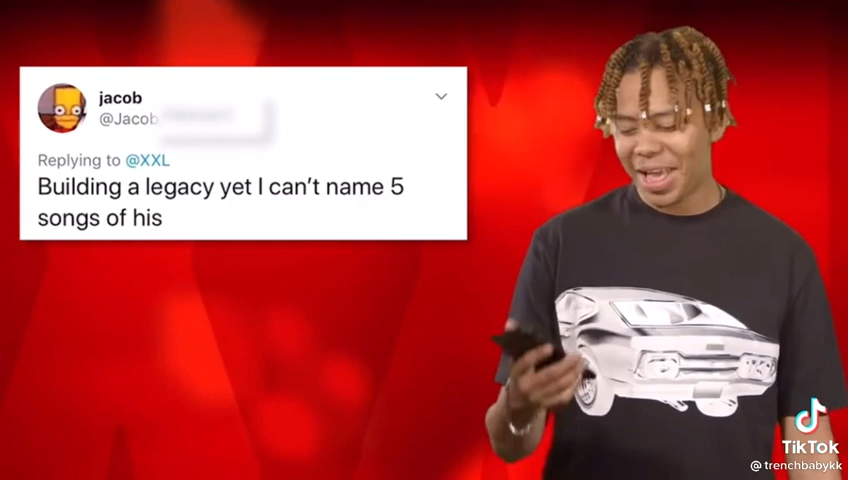 jacob
@Jacob
Replying to @XXL
Building a legacy yet I can't name 5
songs of his
TikTok
@trenchbabykk